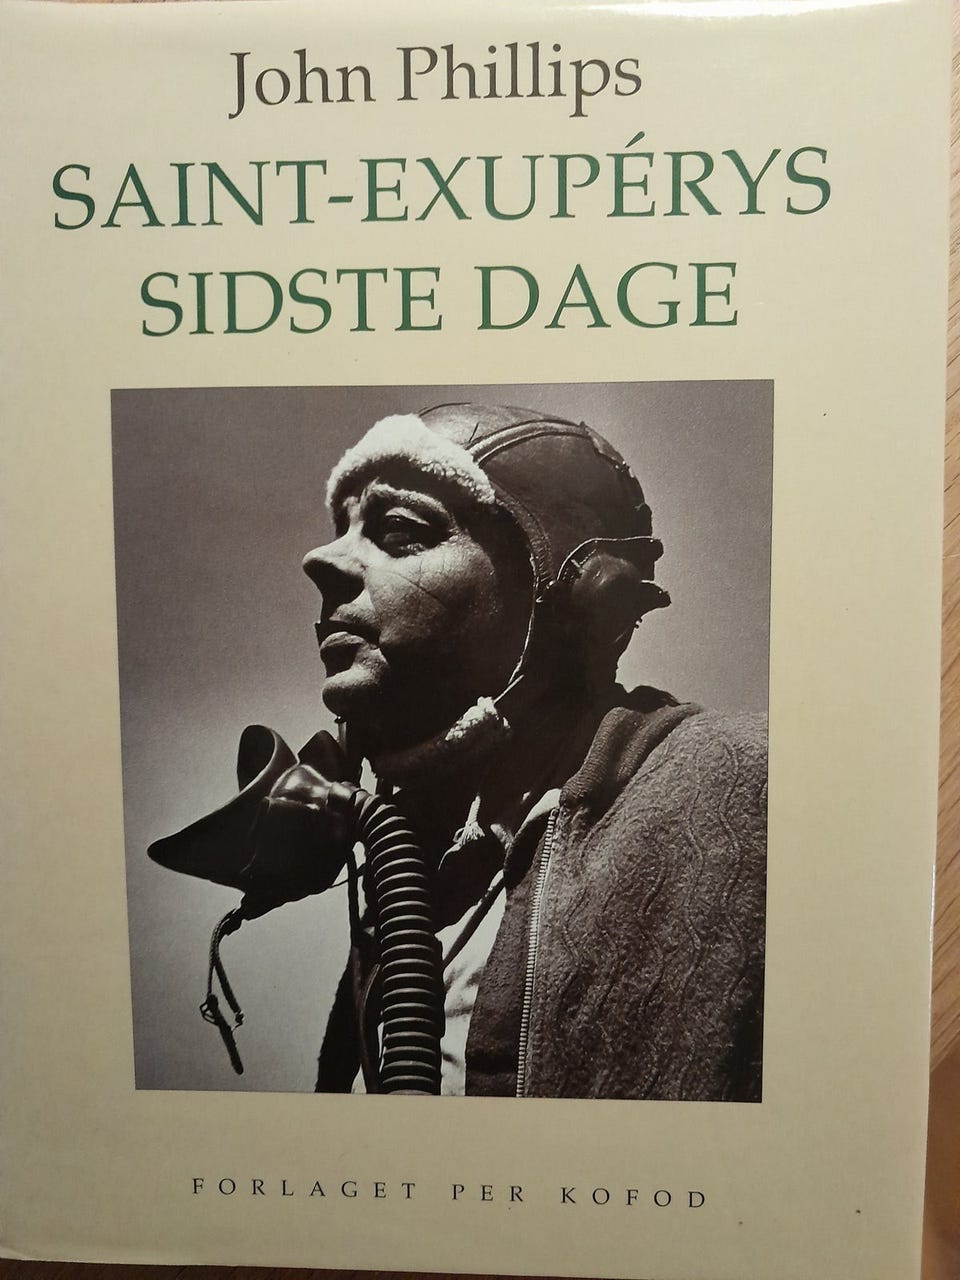 John Phillips
SAINT-EXUPÉRYS
SIDSTE DAGE
FORLAGET PER KOFOD